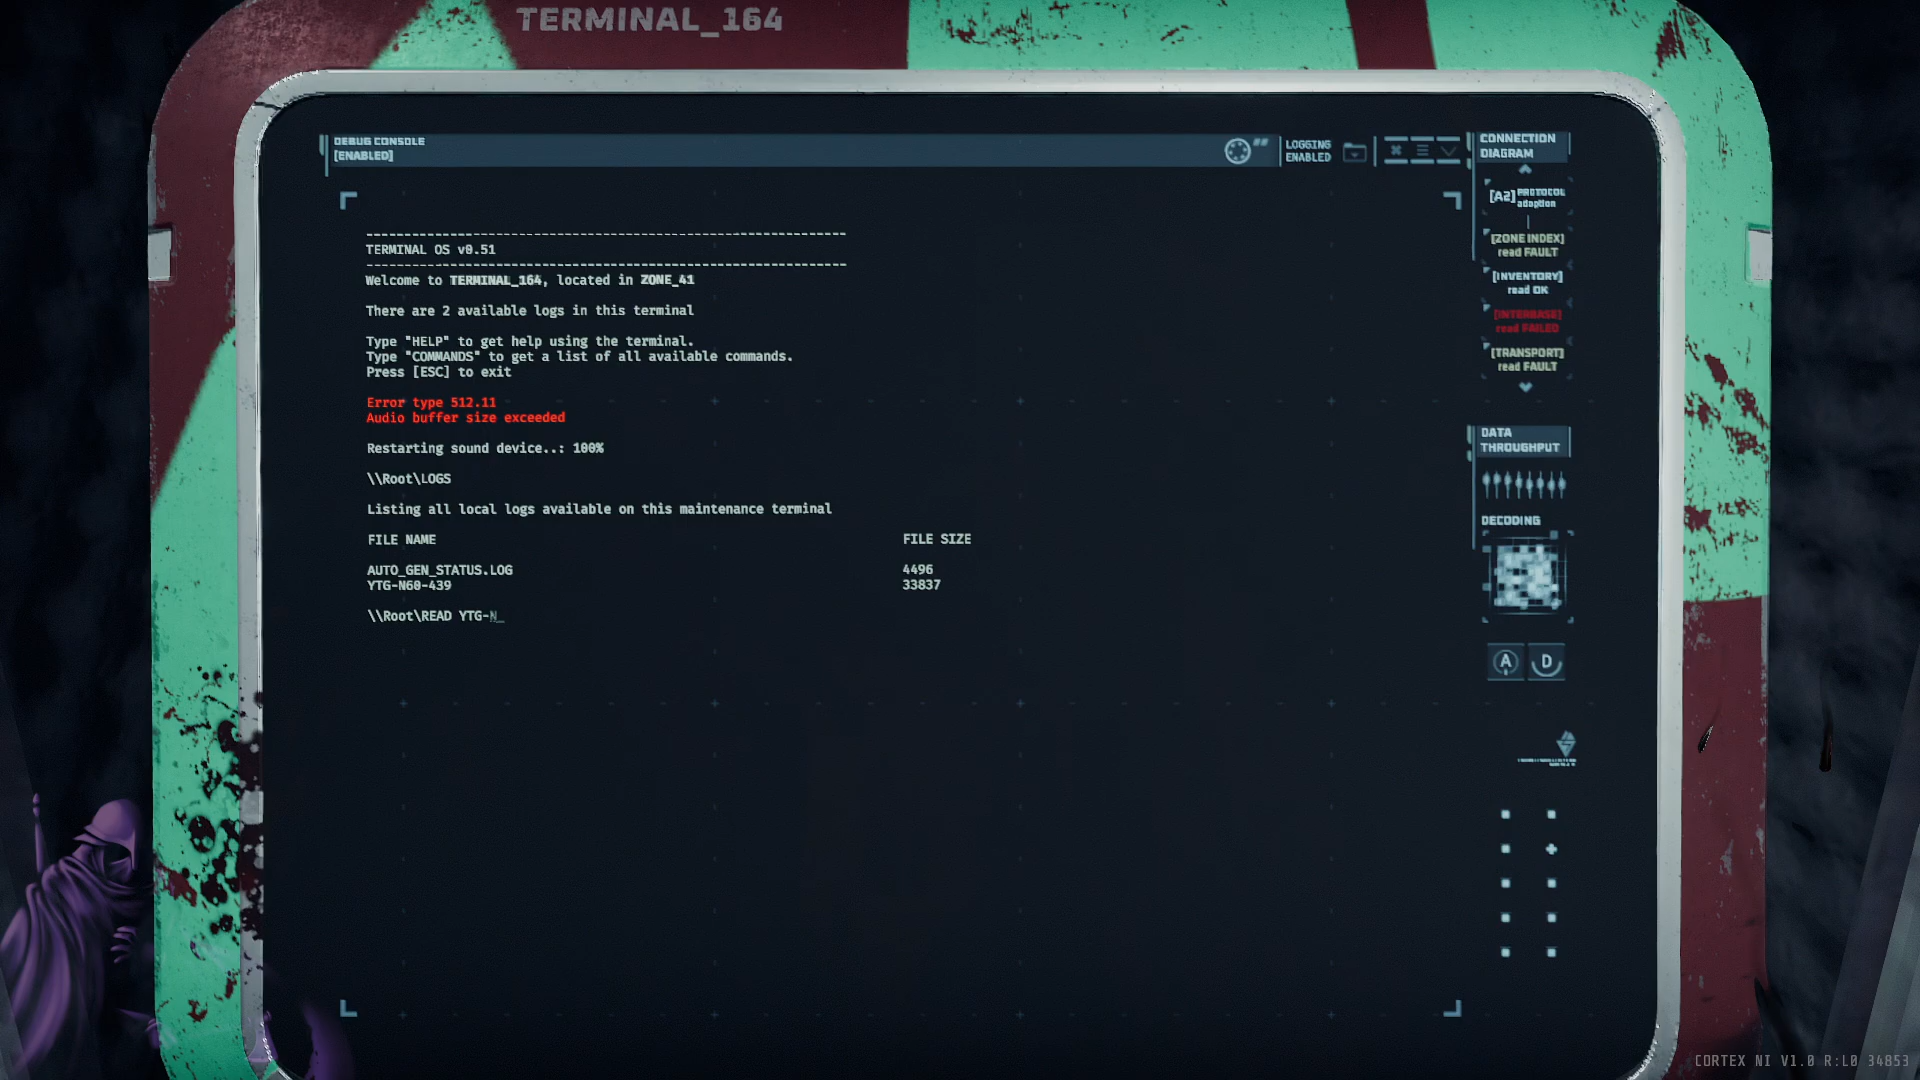 TERMINAL_164
DEBUG CONSOLE
[ENABLED]
LOGGING
ENABLED
CONNECTION
DIAGRAM
[A2] PROTOCOL
adaption
[ZONE INDEX]
read FAULT
[INVENTORY]
read OK
[INTERBASE]
read FAILED
[TRANSPORT]
read FAULT
DATA
THROUGHPUT
DECODING
A D
TERMINAL OS v0.51
Welcome to TERMINAL_164, located in ZONE_41
There are 2 available logs in this terminal
Type "HELP" to get help using the terminal.
Type "COMMANDS" to get a list of all available commands.
Press [ESC] to exit
Error type 512.11
Audio buffer size exceeded
Restarting sound device..: 100%
\\Root\LOGS
Listing all local logs available on this maintenance terminal
FILE NAME FILE SIZE
AUTO_GEN_STATUS.LOG 4496
YTG-N60-439 33837
\\Root\READ YTG-N_
CORTEX NI V1.0 R:L0 34853